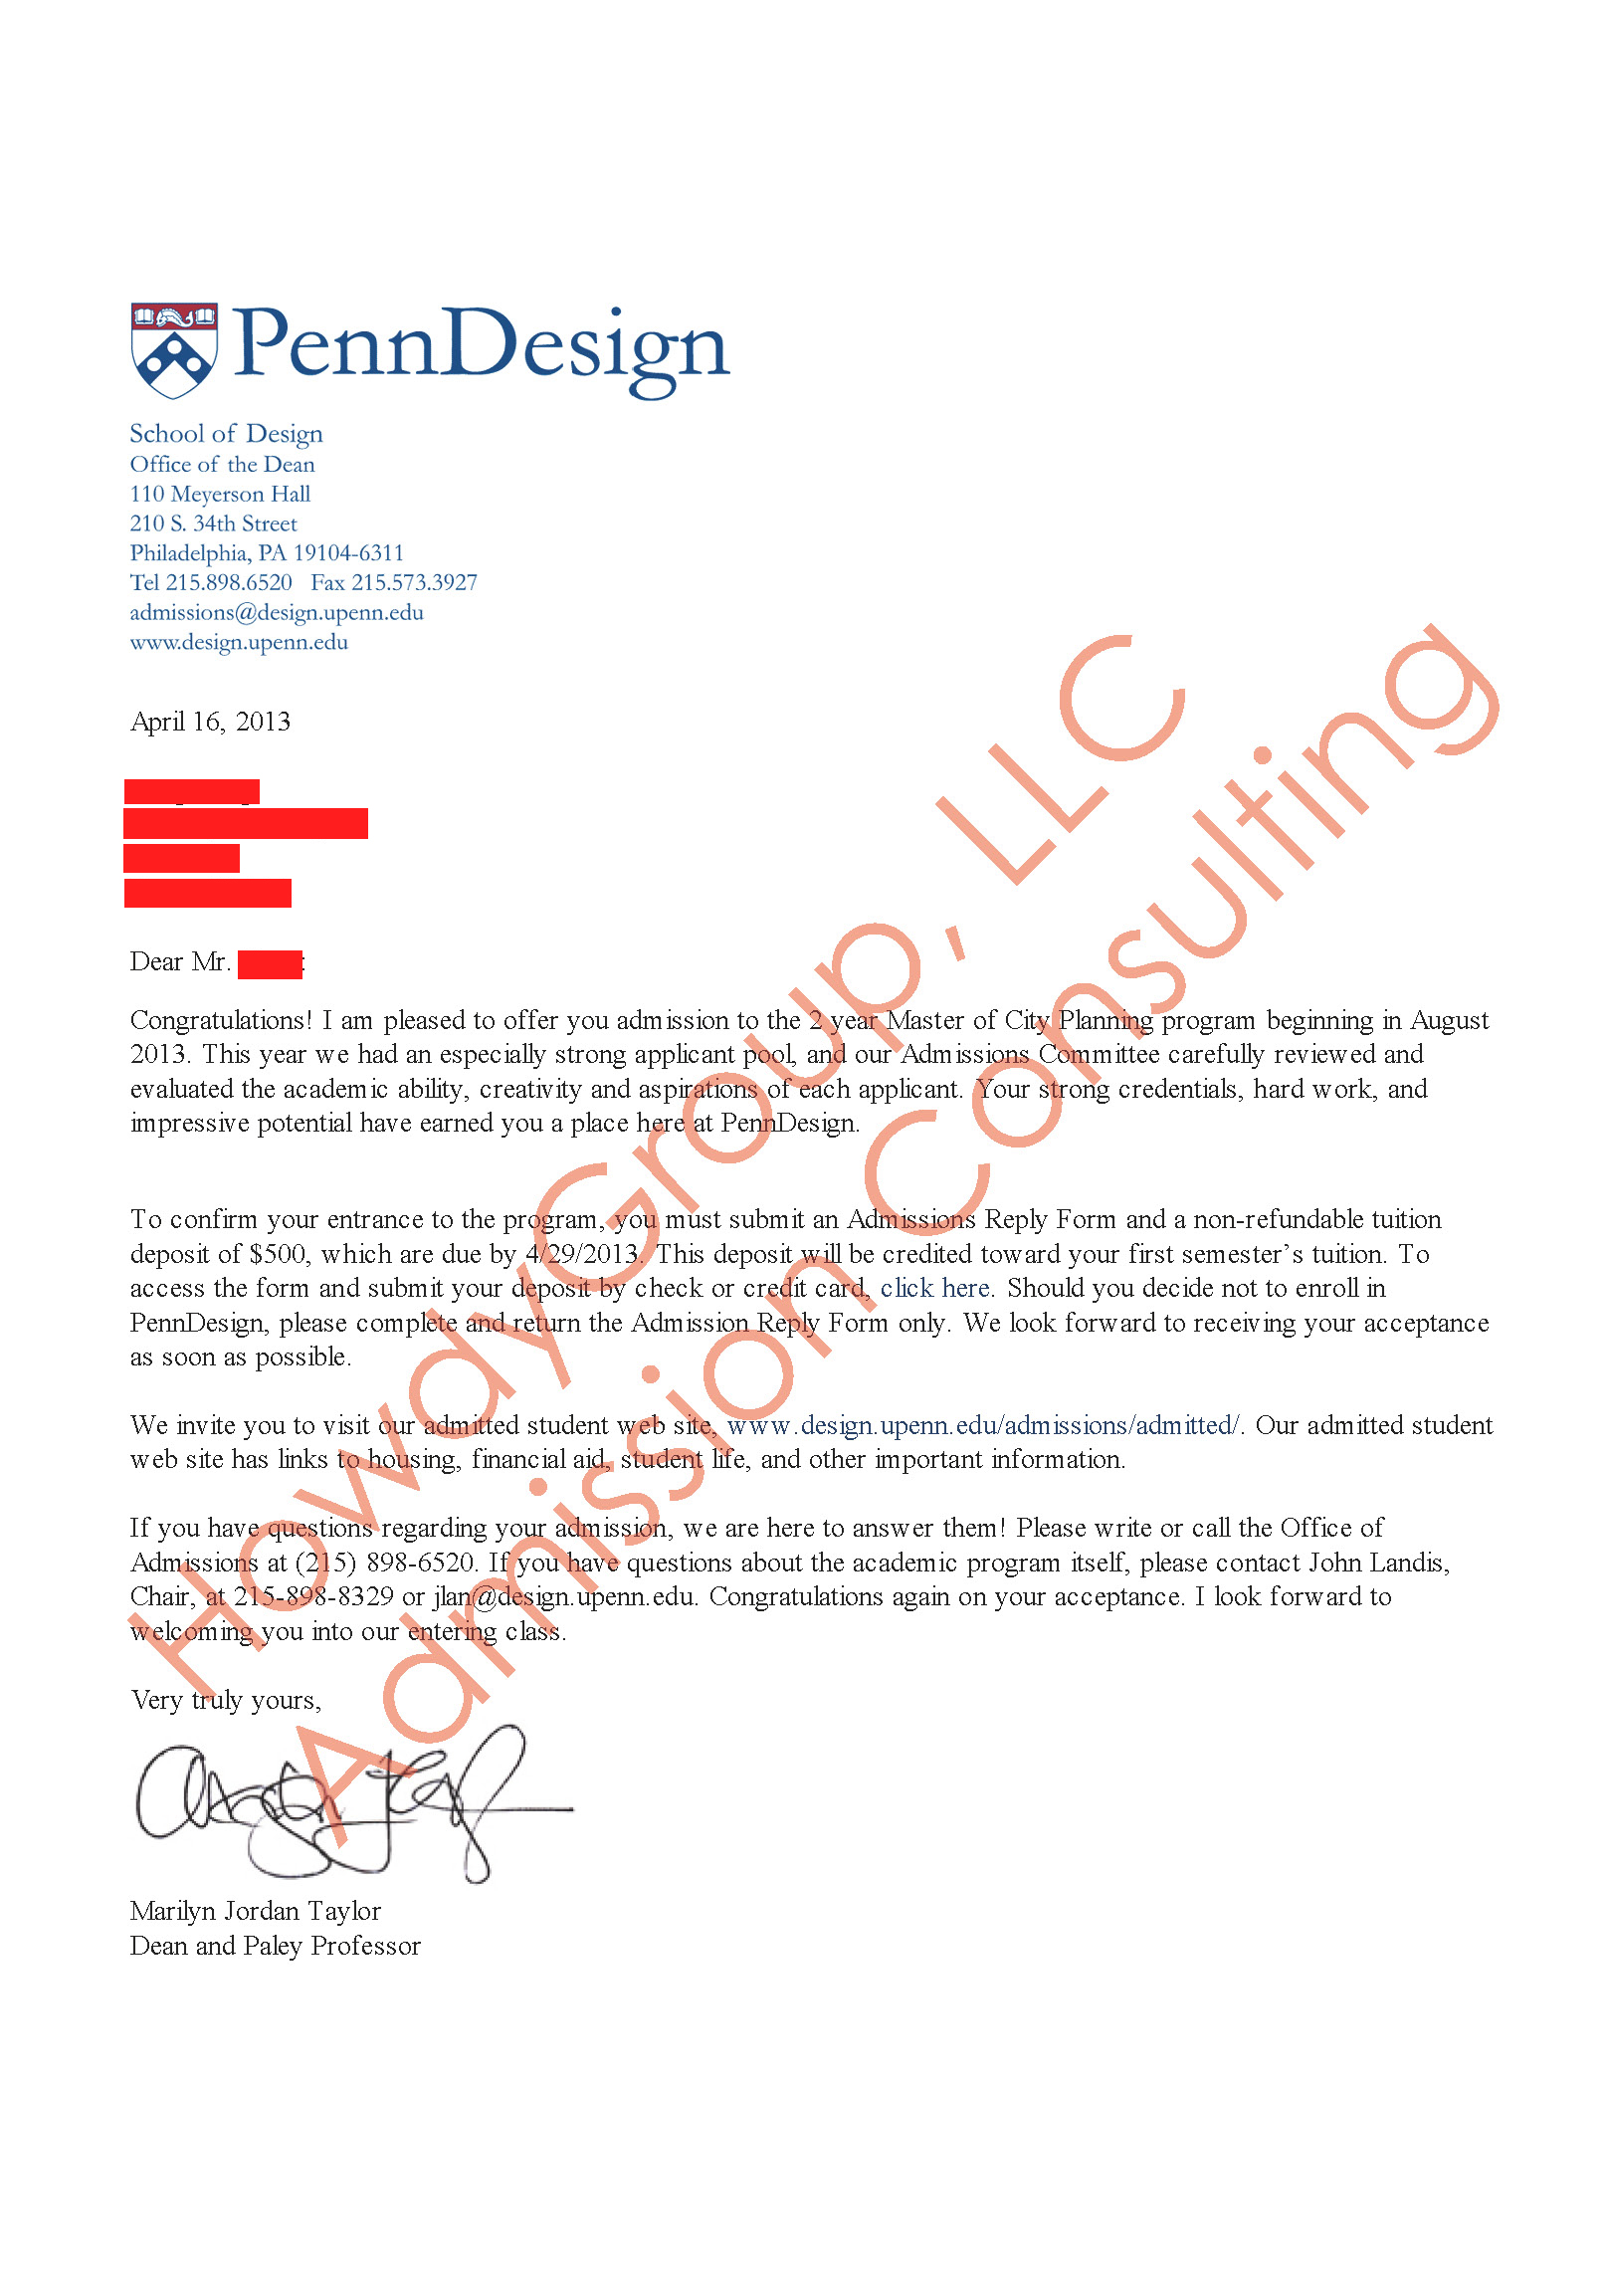 PennDesign
School of Design
Office of the Dean
110 Meyerson Hall
210 S. 34th Street
Philadelphia, PA 19104-6311
Tel 215.898.6520   Fax 215.573.3927
admissions@design.upenn.edu
www.design.upenn.edu
April 16, 2013
Dear Mr.
Congratulations! I am pleased to offer you admission to the 2 year Master of City Planning program beginning in August
2013. This year we had an especially strong applicant pool, and our Admissions Committee carefully reviewed and
evaluated the academic ability, creativity and aspirations of each applicant. Your strong credentials, hard work, and
impressive potential have earned you a place here at PennDesign.
To confirm your entrance to the program, you must submit an Admissions Reply Form and a non-refundable tuition
deposit of $500, which are due by 4/29/2013. This deposit will be credited toward your first semester’s tuition. To
access the form and submit your deposit by check or credit card, click here. Should you decide not to enroll in
PennDesign, please complete and return the Admission Reply Form only. We look forward to receiving your acceptance
as soon as possible.
We invite you to visit our admitted student web site, www.design.upenn.edu/admissions/admitted/. Our admitted student
web site has links to housing, financial aid, student life, and other important information.
If you have questions regarding your admission, we are here to answer them! Please write or call the Office of
Admissions at (215) 898-6520. If you have questions about the academic program itself, please contact John Landis,
Chair, at 215-898-8329 or jlan@design.upenn.edu. Congratulations again on your acceptance. I look forward to
welcoming you into our entering class.
Very truly yours,
Marilyn Jordan Taylor
Dean and Paley Professor
HowdyGroup, LLC
Admission Consulting